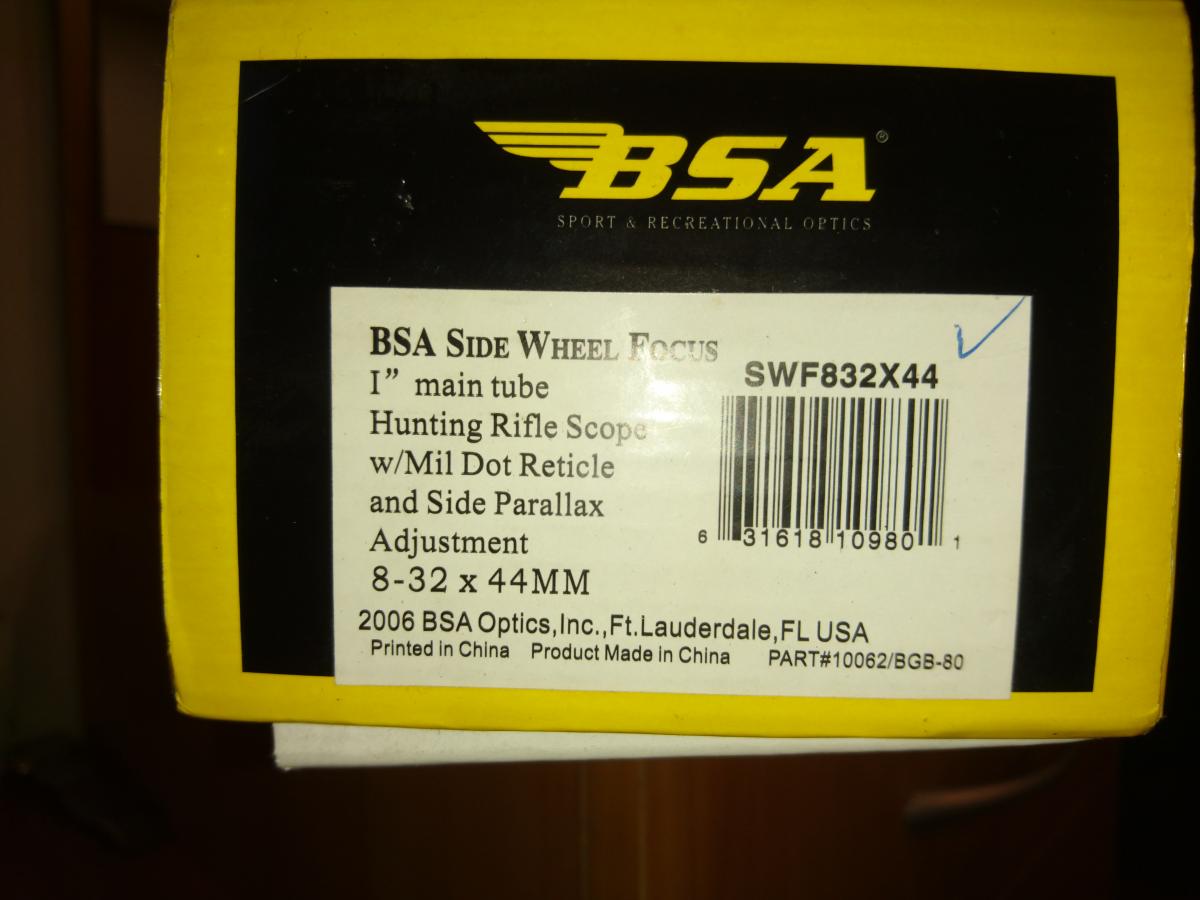 BSA®
SPORT & RECREATIONAL OPTICS
BSA SIDE WHEEL FOCUS
I” main tube
Hunting Rifle Scope
w/Mil Dot Reticle
and Side Parallax
Adjustment
8-32 x 44MM
SWF832X44
6 31618 10980 1
2006 BSA Optics,Inc.,Ft.Lauderdale,FL USA
Printed in China Product Made in China PART#10062/BGB-80